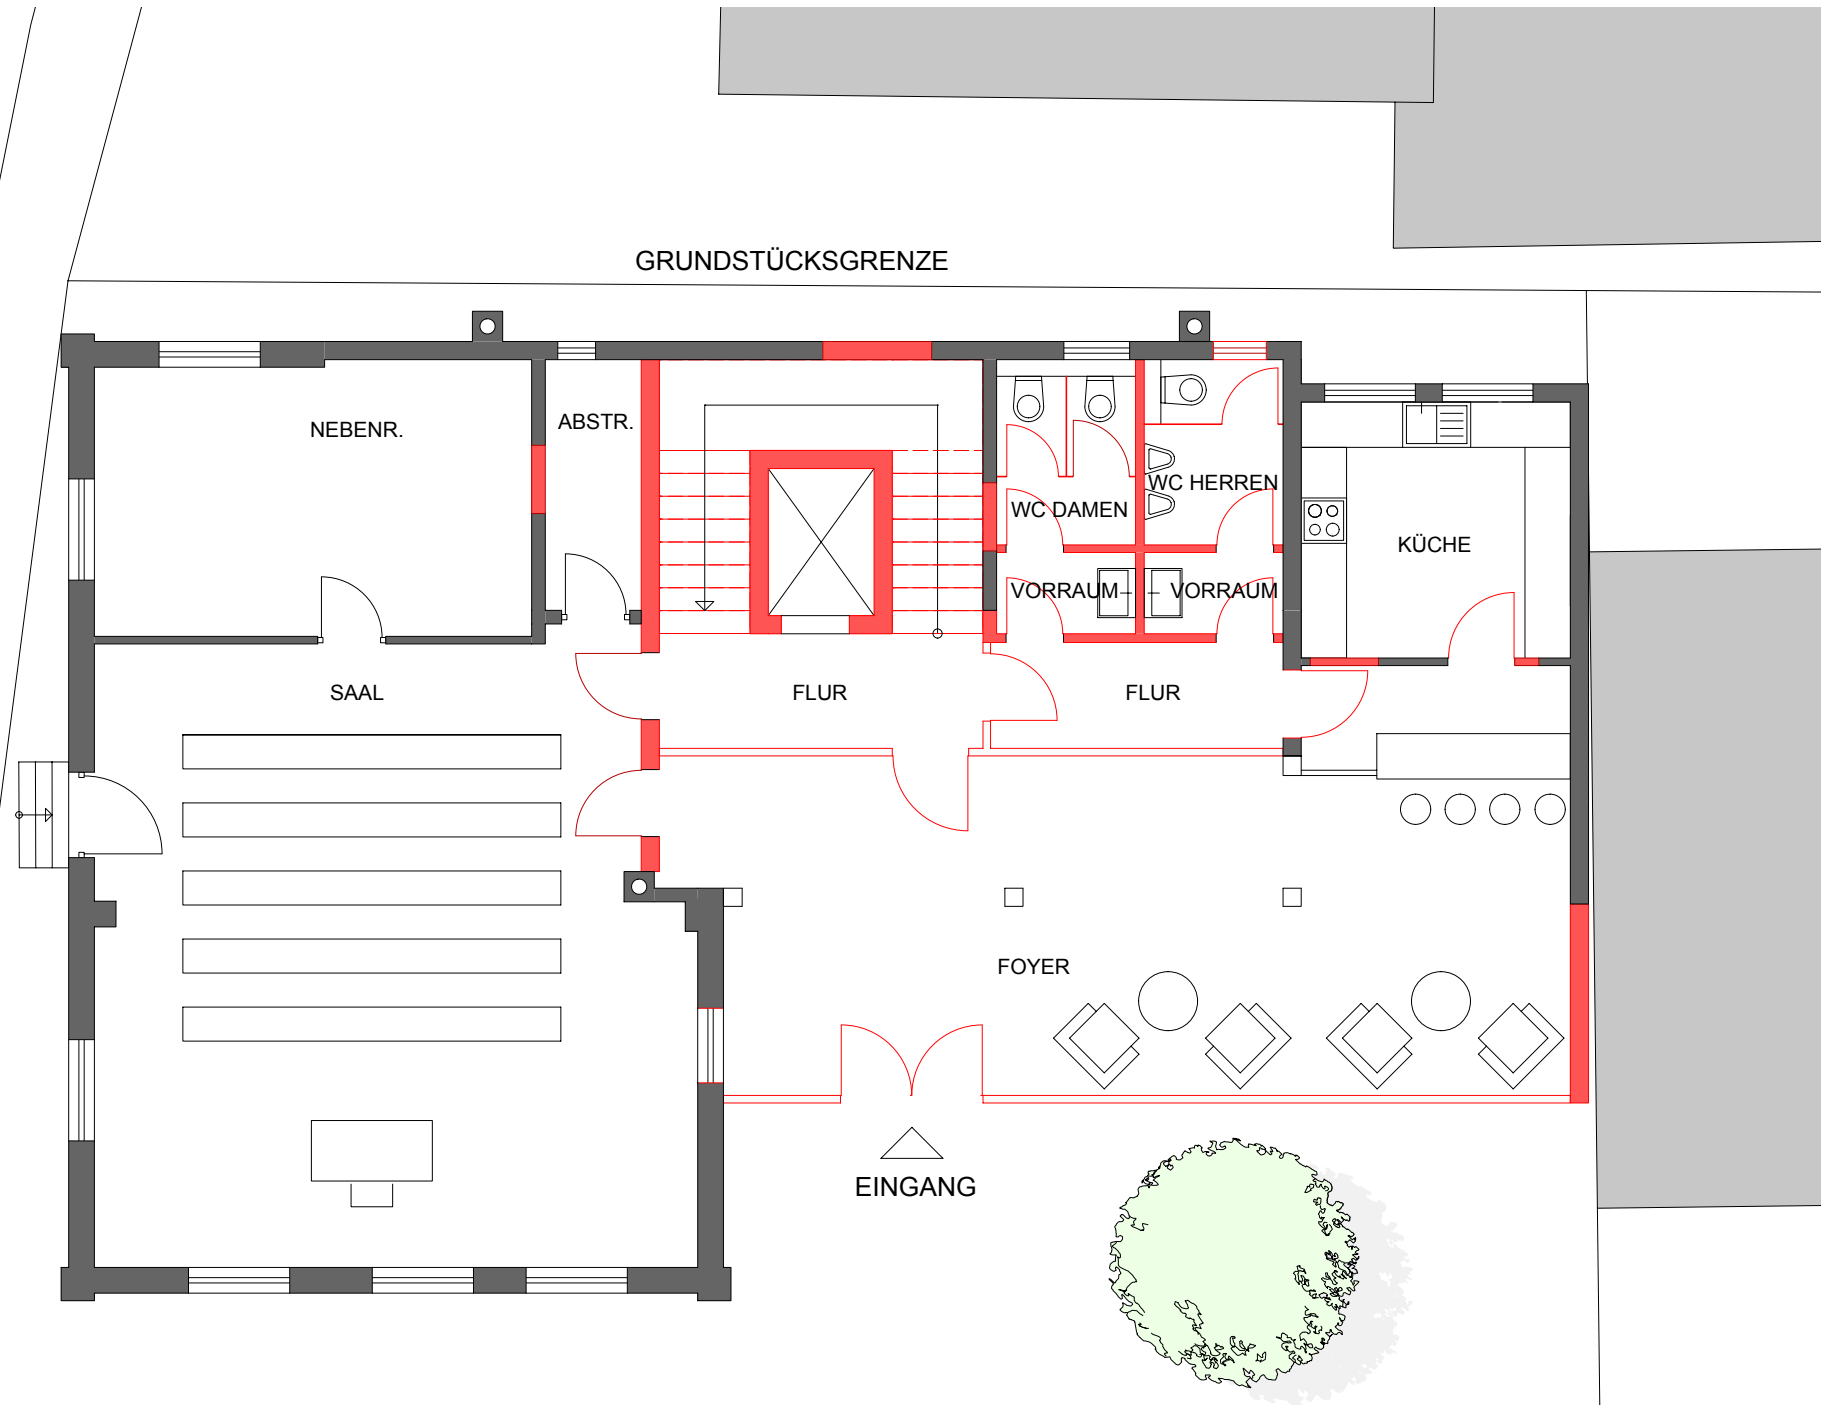 GRUNDSTÜCKSGRENZE
NEBENR.
ABSTR.
WC HERREN
WC DAMEN
KÜCHE
VORRAUM
VORRAUM
SAAL
FLUR
FLUR
FOYER
EINGANG